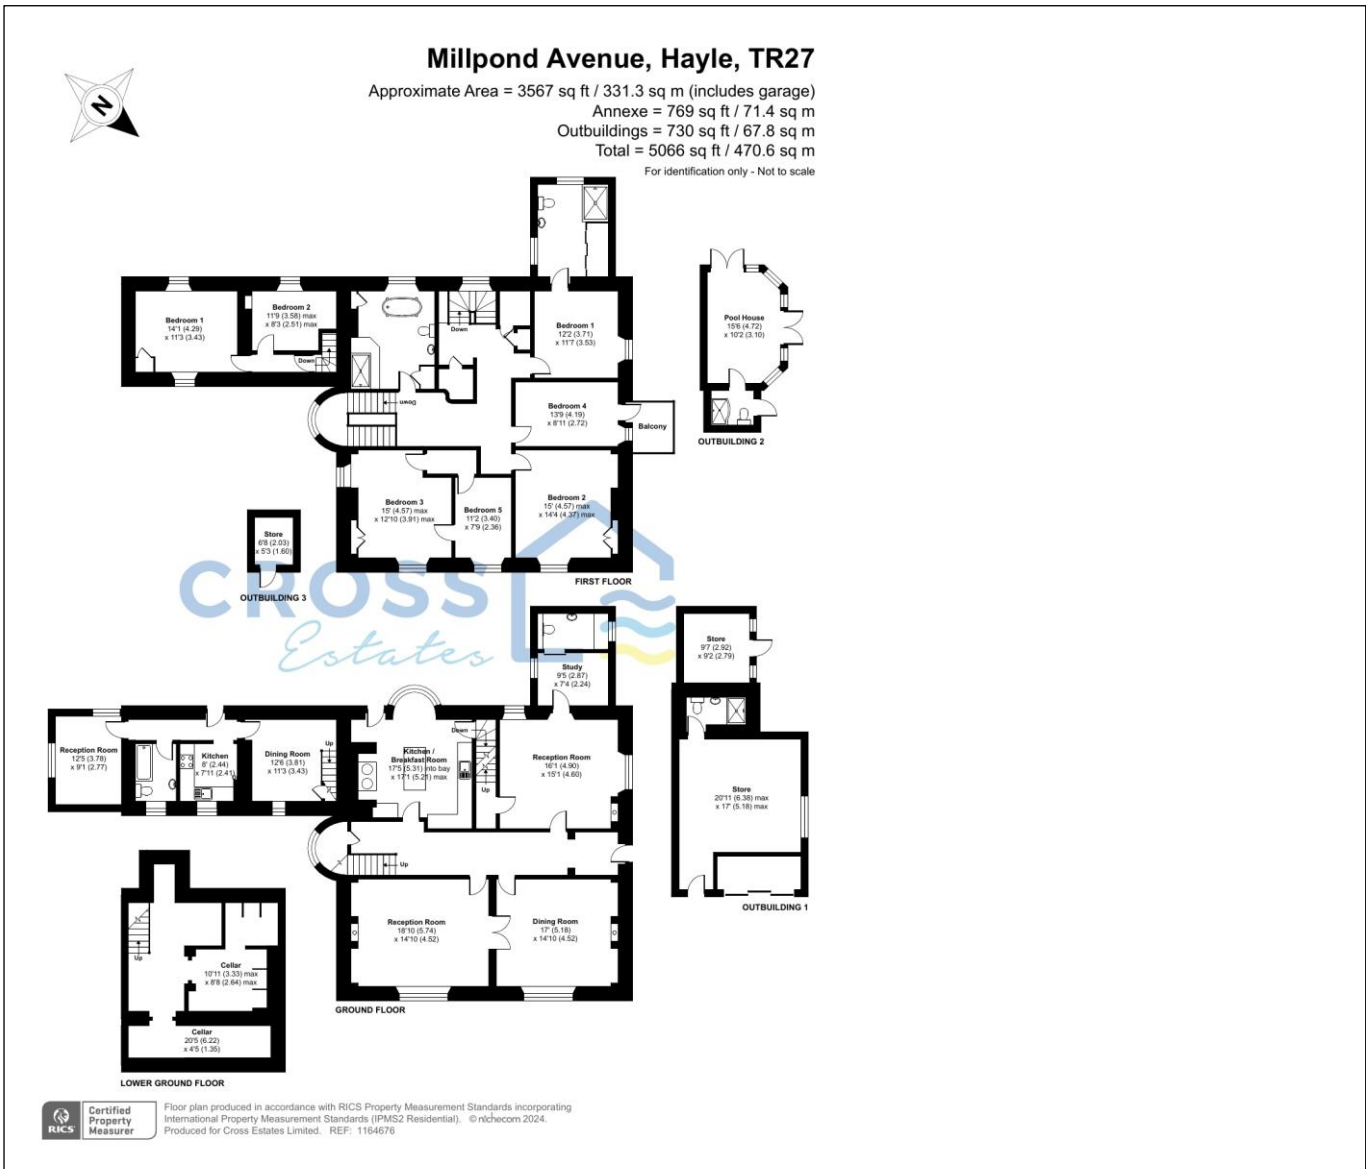 Millpond Avenue, Hayle, TR27
Approximate Area = 3567 sq ft / 331.3 sq m (includes garage)
Annexe = 769 sq ft / 71.4 sq m
Outbuildings = 730 sq ft / 67.8 sq m
Total = 5066 sq ft / 470.6 sq m
For identification only - Not to scale
N
Bedroom 1
14'1 (4.29)
x 11'3 (3.43)
Bedroom 2
11'9 (3.58) max
x 8'3 (2.51) max
Down
Down
Bedroom 1
12'2 (3.71)
x 11'7 (3.53)
Down
Bedroom 4
13'9 (4.19)
x 8'11 (2.72)
Balcony
Bedroom 3
15' (4.57) max
x 12'10 (3.91) max
Bedroom 5
11'2 (3.40)
x 7'9 (2.36)
Bedroom 2
15' (4.57) max
x 14'4 (4.37) max
FIRST FLOOR
Pool House
15'6 (4.72)
x 10'2 (3.10)
OUTBUILDING 2
Store
6'8 (2.03)
x 5'3 (1.60)
OUTBUILDING 3
CROSS
Estates
Study
9'5 (2.87)
x 7'4 (2.24)
Store
9'7 (2.92)
x 9'2 (2.79)
Reception Room
12'5 (3.78)
x 9'1 (2.77)
Kitchen
8' (2.44)
x 7'11 (2.41)
Dining Room
12'6 (3.81)
x 11'3 (3.43)
Up
Kitchen /
Breakfast Room
17'5 (5.31) into bay
x 17'1 (5.21) max
Down
Up
Reception Room
16'1 (4.90)
x 15'1 (4.60)
Store
20'11 (6.38) max
x 17' (5.18) max
OUTBUILDING 1
Up
Reception Room
18'10 (5.74)
x 14'10 (4.52)
Dining Room
17' (5.18)
x 14'10 (4.52)
GROUND FLOOR
Up
Cellar
10'11 (3.33) max
x 8'8 (2.64) max
Cellar
20'5 (6.22)
x 4'5 (1.35)
LOWER GROUND FLOOR
RICS
Certified
Property
Measurer
Floor plan produced in accordance with RICS Property Measurement Standards incorporating
International Property Measurement Standards (IPMS2 Residential). © nichecom 2024.
Produced for Cross Estates Limited. REF: 1164676